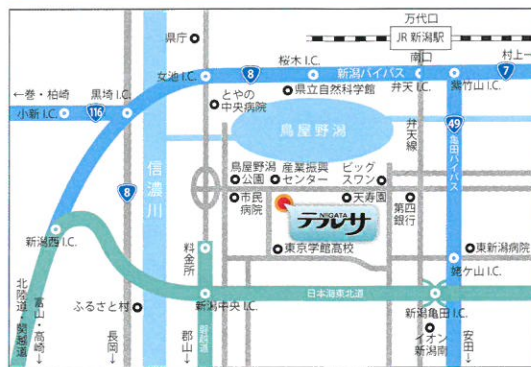 万代口
JR 新潟駅
南口
県庁
桜木 I.C.
村上→
女池 I.C.
8
新潟バイパス
7
←巻・柏崎
黒埼 I.C.
とやの
中央病院
県立自然科学館
弁天 I.C.
紫竹山 I.C.
小新 I.C.
116
鳥屋野潟
弁天線
49
亀田バイパス
信濃川
8
鳥屋野潟
公園
産業振興
センター
ビッグ
スワン
市民
病院
天寿園
第四
銀行
NIIGATA
テルサ
新潟西 I.C.
料金所
東京学館高校
東新潟病院
姥ケ山 I.C.
日本海東北道
北陸道・関越道
富山・高崎→
ふるさと村
新潟中央 I.C.
新潟亀田 I.C.
長岡→
郡山→
磐越道
イオン
新潟南
安田→